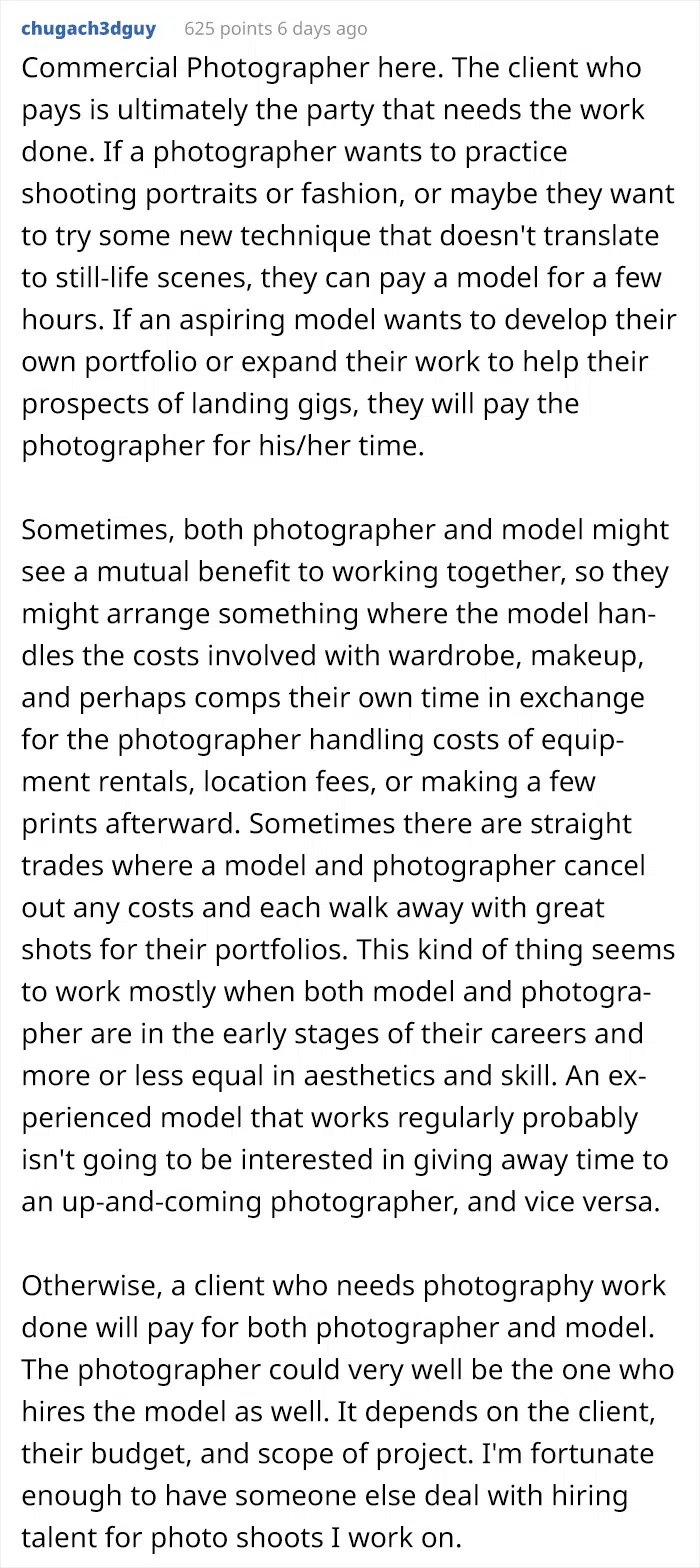 chugach3dguy 625 points 6 days ago
Commercial Photographer here. The client who
pays is ultimately the party that needs the work
done. If a photographer wants to practice
shooting portraits or fashion, or maybe they want
to try some new technique that doesn't translate
to still-life scenes, they can pay a model for a few
hours. If an aspiring model wants to develop their
own portfolio or expand their work to help their
prospects of landing gigs, they will pay the
photographer for his/her time.
Sometimes, both photographer and model might
see a mutual benefit to working together, so they
might arrange something where the model han-
dles the costs involved with wardrobe, makeup,
and perhaps comps their own time in exchange
for the photographer handling costs of equip-
ment rentals, location fees, or making a few
prints afterward. Sometimes there are straight
trades where a model and photographer cancel
out any costs and each walk away with great
shots for their portfolios. This kind of thing seems
to work mostly when both model and photogra-
pher are in the early stages of their careers and
more or less equal in aesthetics and skill. An ex-
perienced model that works regularly probably
isn't going to be interested in giving away time to
an up-and-coming photographer, and vice versa.
Otherwise, a client who needs photography work
done will pay for both photographer and model.
The photographer could very well be the one who
hires the model as well. It depends on the client,
their budget, and scope of project. I'm fortunate
enough to have someone else deal with hiring
talent for photo shoots I work on.